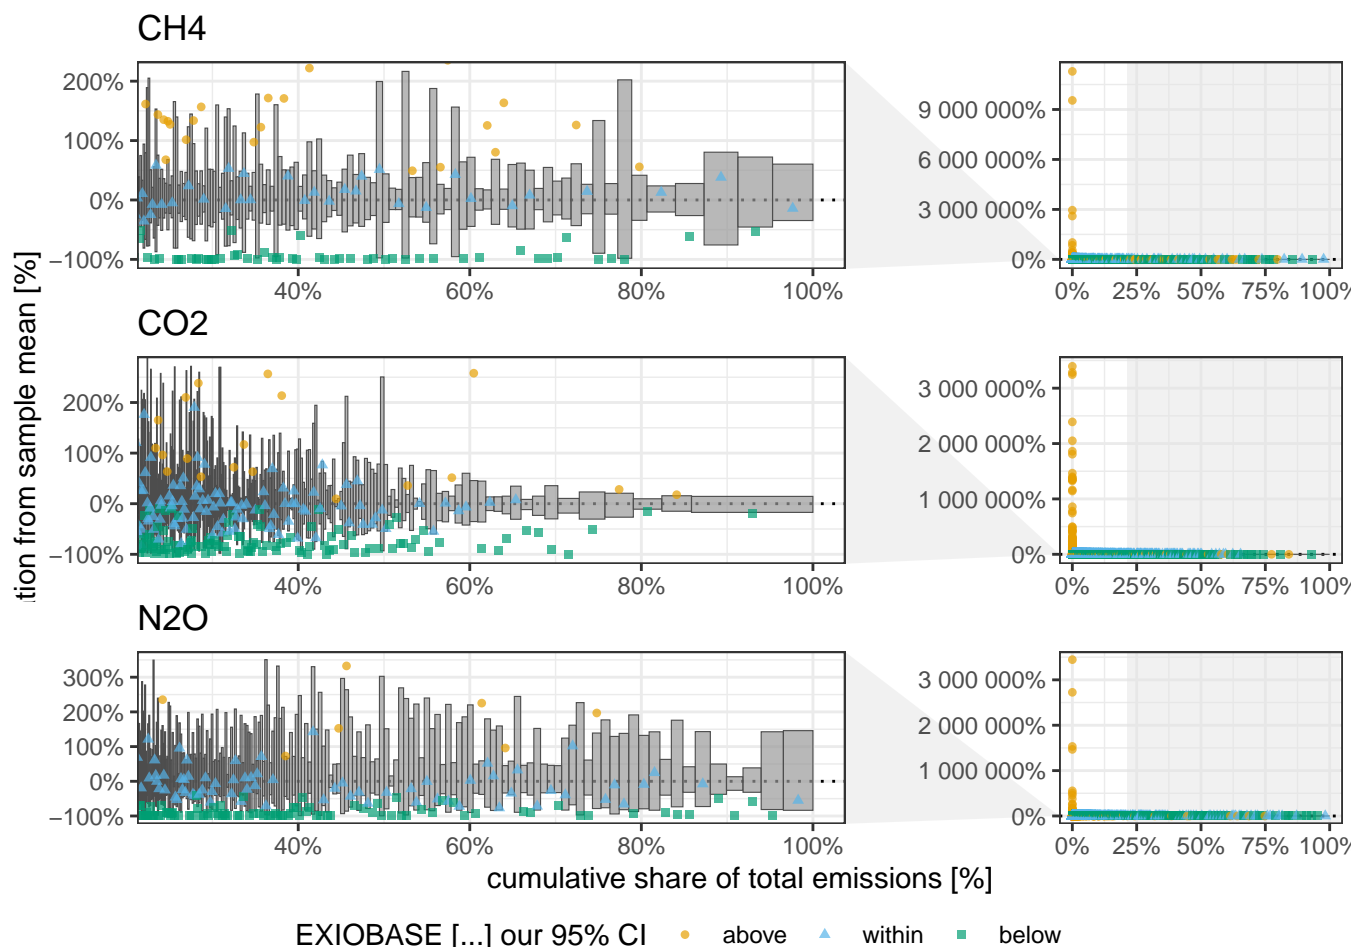 CH4
200%
100%
0%
−100%
40%
60%
80%
100%
9 000 000%
6 000 000%
3 000 000%
0%
0%
25%
50%
75%
100%
CO2
200%
100%
0%
−100%
40%
60%
80%
100%
3 000 000%
2 000 000%
1 000 000%
0%
0%
25%
50%
75%
100%
from sample mean [%]
N2O
300%
200%
100%
0%
−100%
40%
60%
80%
100%
3 000 000%
2 000 000%
1 000 000%
0%
0%
25%
50%
75%
100%
cumulative share of total emissions [%]
EXIOBASE [...] our 95% CI above within below